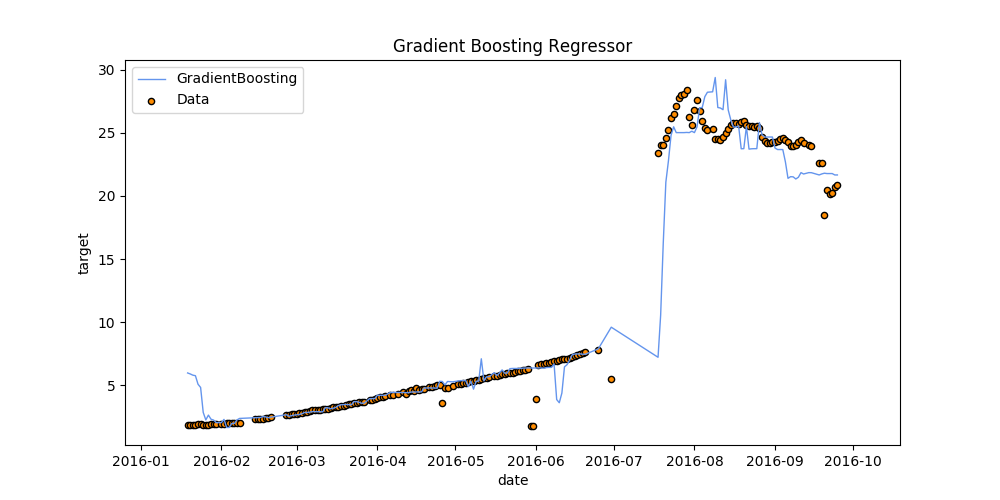 Gradient Boosting Regressor
GradientBoosting
Data
target
30
25
20
15
10
5
2016-01 2016-02 2016-03 2016-04 2016-05 2016-06 2016-07 2016-08 2016-09 2016-10
date